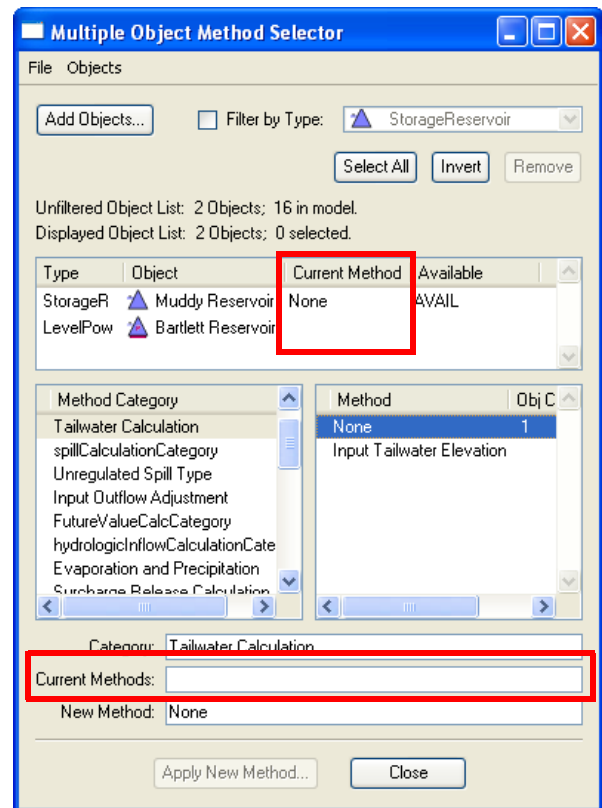 Multiple Object Method Selector
File Objects
Add Objects... Filter by Type: StorageReservoir
Select All Invert Remove
Unfiltered Object List: 2 Objects; 16 in model.
Displayed Object List: 2 Objects; 0 selected.
Type Object Current Method Available
StorageR Muddy Reservoir None AVAIL
LevelPow Bartlett Reservoir
Method Category
Tailwater Calculation
spillCalculationCategory
Unregulated Spill Type
Input Outflow Adjustment
FutureValueCalcCategory
hydrologicInflowCalculationCate
Evaporation and Precipitation
Surcharge Release Calculation
Method Obj C
None 1
Input Tailwater Elevation
Category: Tailwater Calculation
Current Methods:
New Method: None
Apply New Method... Close